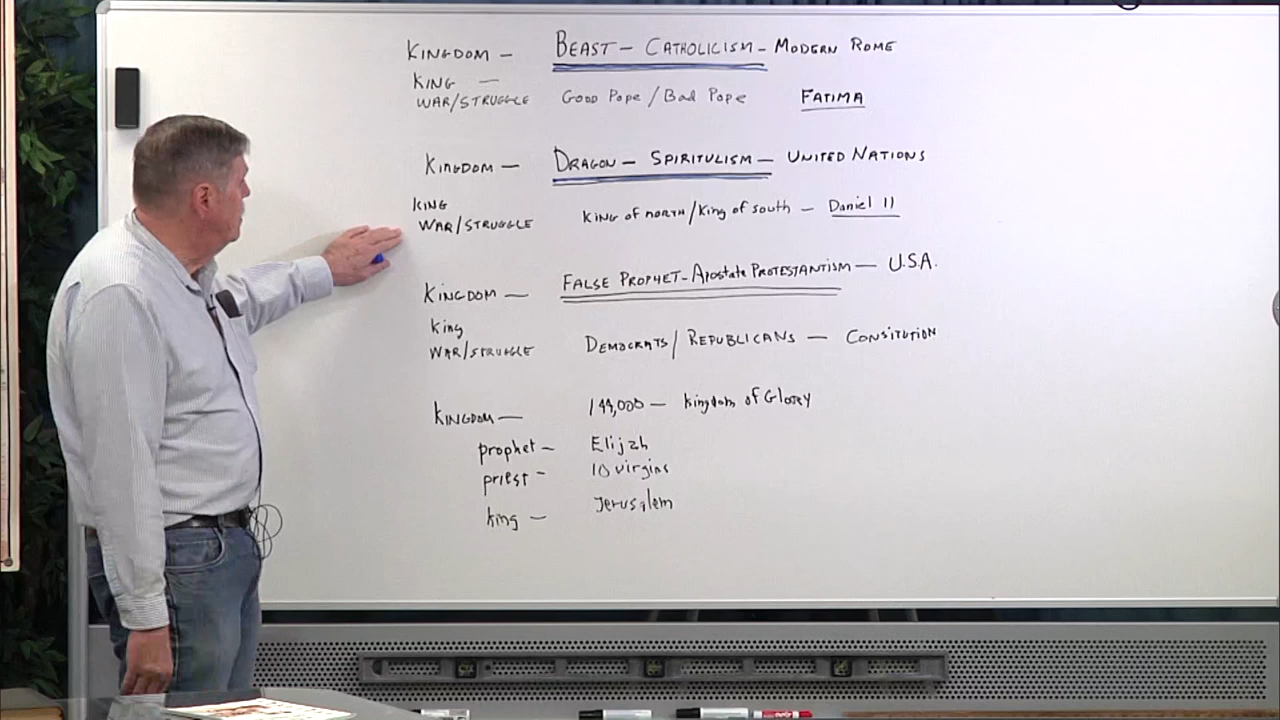 KINGDOM — BEAST — CATHOLICISM — MODERN ROME
KING —
WAR/STRUGGLE Good Pope / Bad Pope FATIMA
KINGDOM — DRAGON — SPIRITULISM — UNITED NATIONS
KING
WAR/STRUGGLE King of north/King of south — Daniel 11
KINGDOM — FALSE PROPHET - Apostate PROTESTANTISM — U.S.A.
King
WAR/STRUGGLE DEMOCRATS / REPUBLICANS — CONSITUTION
KINGDOM — 144,000 — Kingdom of Glory
prophet — Elijah
priest - 10 virgins
king — Jerusalem